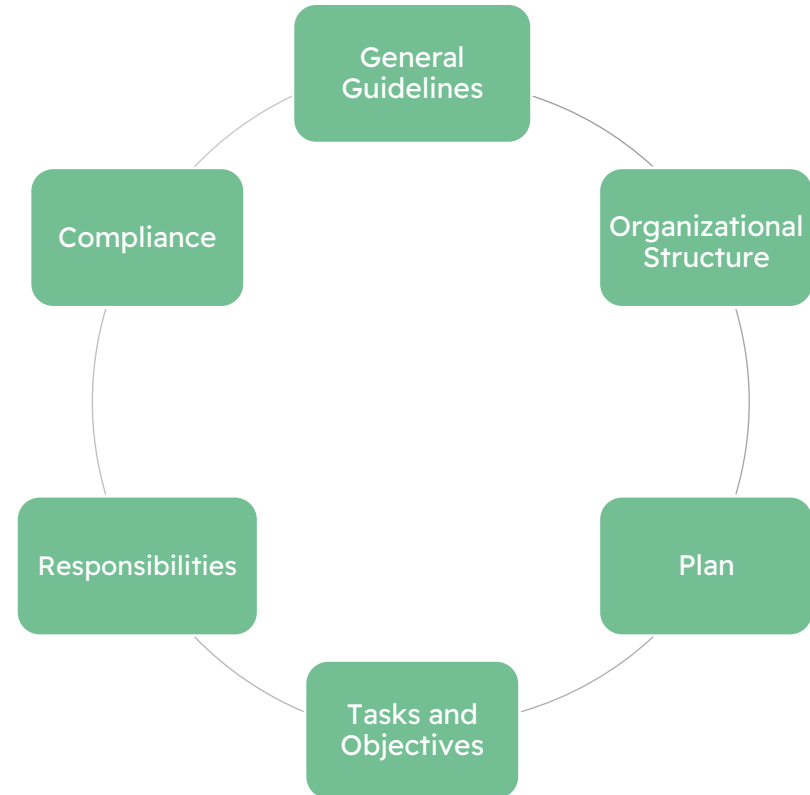 General
Guidelines
Organizational
Structure
Plan
Tasks and
Objectives
Responsibilities
Compliance